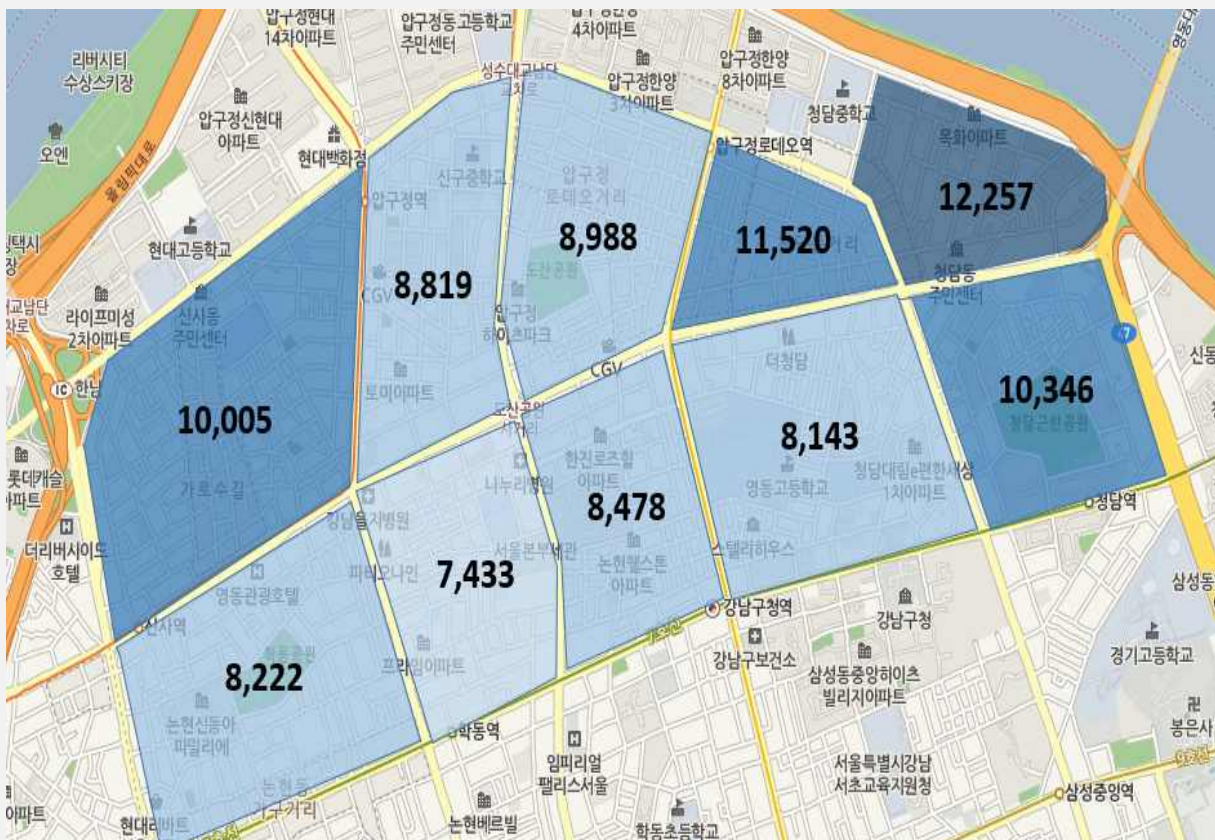 압구정현대
14차아파트
압구정동고등학교
주민센터
4차아파트
리버시티
수상스키장
성수대교남단
교차로
압구정한양
3차아파트
압구정한양
8차아파트
청담중학교
목화아파트
오엔
압구정신현대
아파트
현대백화점
올림픽대로
신구중학교
압구정
로데오거리
압구정로데오역
압구정역
12,257
현대고등학교
8,988
11,520
거리
청담동
주민센터
도산공원
8,819
CGV
라이프미성
2차아파트
신사동
주민센터
압구정
하이츠파크
IC 한남
토미아파트
CGV
더청담
10,005
도산공원
사거리
10,346
청담근린공원
롯데캐슬
아파트
가로수길
나누리병원
한진로즈힐
아파트
8,143
영동고등학교
청담대림e편한세상
1차아파트
청담역
강남을지병원
8,478
더리버사이드
호텔
파티오나인
서울본부세관
논현웰스톤
아파트
스텔라하우스
7,433
영동관광호텔
신사역
강남구청역
강남구청
강남구보건소
삼성동중앙하이츠
빌리지아파트
경기고등학교
8,222
프라임아파트
논현신동아
파밀리에
학동역
봉은사
임피리얼
팰리스서울
서울특별시강남
서초교육지원청
논현동
가구거리
9호선
삼성중앙역
현대리바트
논현베르빌
학동초등학교